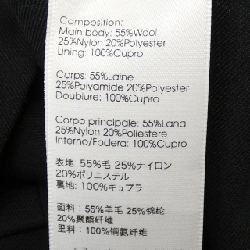 Composition:
Main body: 55%Wool
25%Nylon 20%Polyester
Lining: 100%Cupro
Corps: 55%Laine
25%Polyamide 20%Polyester
Doublure: 100%Cupro
Corpo principale: 55%Lana
25%Nylon 20%Poliestere
Interno/Fodera: 100%Cupro
表地: 55%毛 25%ナイロン
20%ポリエステル
裏地: 100%キュプラ
面料: 55%羊毛 25%锦纶
20%聚酯纤维
里料: 100%铜氨纤维